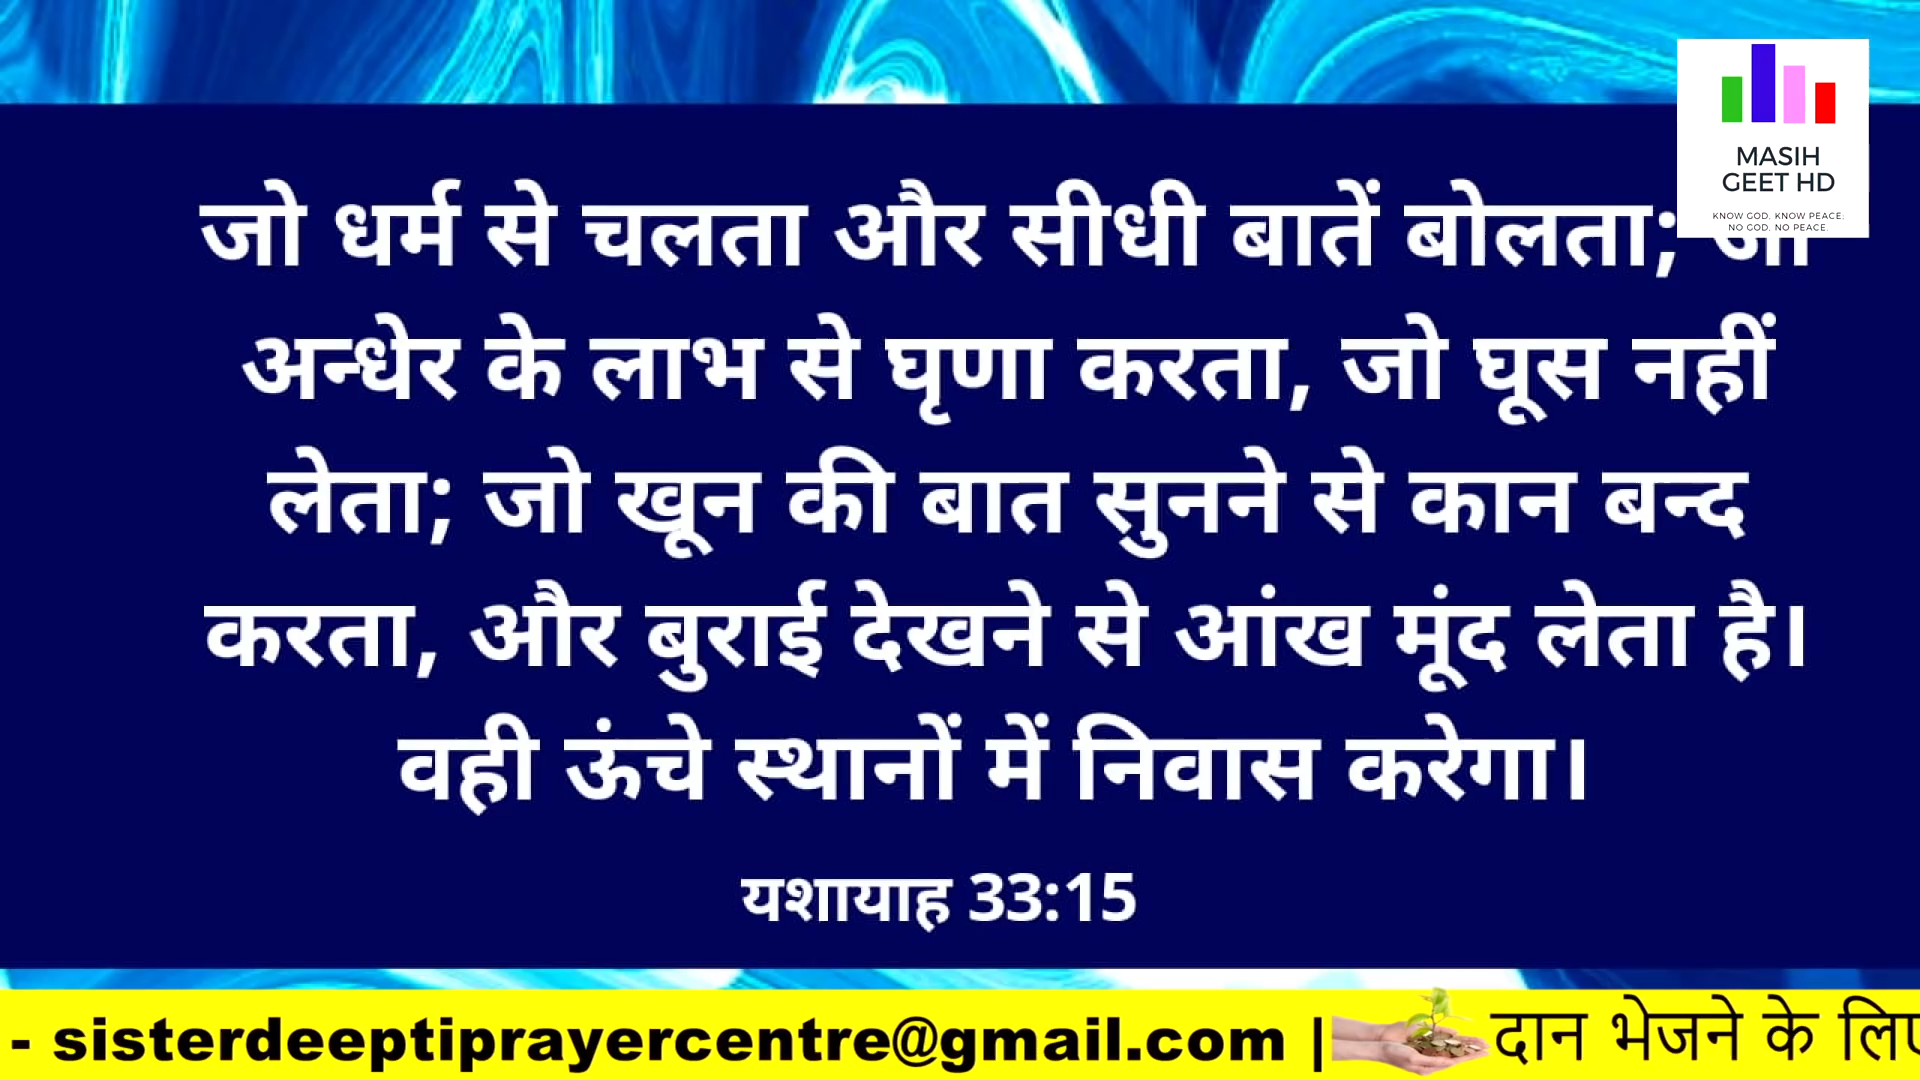 MASIH
GEET HD
KNOW GOD, KNOW PEACE;
NO GOD, NO PEACE.
जो धर्म से चलता और सीधी बातें बोलता;
अन्धेर के लाभ से घृणा करता, जो घूस नहीं
लेता; जो खून की बात सुनने से कान बन्द
करता, और बुराई देखने से आंख मूंद लेता है।
वही ऊंचे स्थानों में निवास करेगा।
यशायाह 33:15
- sisterdeeptiprayercentre@gmail.com | दान भेजने के